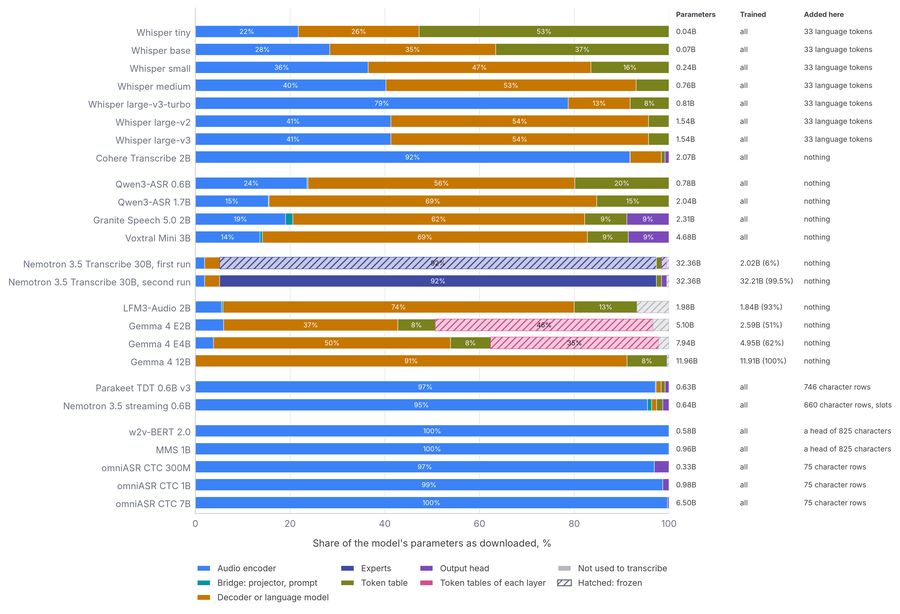 Parameters Trained Added here
Whisper tiny 22% 26% 53% 0.04B all 33 language tokens
Whisper base 28% 35% 37% 0.07B all 33 language tokens
Whisper small 36% 47% 16% 0.24B all 33 language tokens
Whisper medium 40% 53% 0.76B all 33 language tokens
Whisper large-v3-turbo 79% 13% 8% 0.81B all 33 language tokens
Whisper large-v2 41% 54% 1.54B all 33 language tokens
Whisper large-v3 41% 54% 1.54B all 33 language tokens
Cohere Transcribe 2B 92% 2.07B all nothing
Qwen3-ASR 0.6B 24% 56% 20% 0.78B all nothing
Qwen3-ASR 1.7B 15% 69% 15% 2.04B all nothing
Granite Speech 5.0 2B 19% 62% 9% 9% 2.31B all nothing
Voxtral Mini 3B 14% 69% 9% 9% 4.68B all nothing
Nemotron 3.5 Transcribe 30B, first run 92% 32.36B 2.02B (6%) nothing
Nemotron 3.5 Transcribe 30B, second run 92% 32.36B 32.21B (99.5%) nothing
LFM3-Audio 2B 74% 13% 1.98B 1.84B (93%) nothing
Gemma 4 E2B 37% 8% 46% 5.10B 2.59B (51%) nothing
Gemma 4 E4B 50% 8% 35% 7.94B 4.95B (62%) nothing
Gemma 4 12B 91% 8% 11.96B 11.91B (100%) nothing
Parakeet TDT 0.6B v3 97% 0.63B all 746 character rows
Nemotron 3.5 streaming 0.6B 95% 0.64B all 660 character rows, slots
w2v-BERT 2.0 100% 0.58B all a head of 825 characters
MMS 1B 100% 0.96B all a head of 825 characters
omniASR CTC 300M 97% 0.33B all 75 character rows
omniASR CTC 1B 99% 0.98B all 75 character rows
omniASR CTC 7B 100% 6.50B all 75 character rows
0 20 40 60 80 100
Share of the model's parameters as downloaded, %
Audio encoder Experts Output head Not used to transcribe
Bridge: projector, prompt Token table Token tables of each layer Hatched: frozen
Decoder or language model